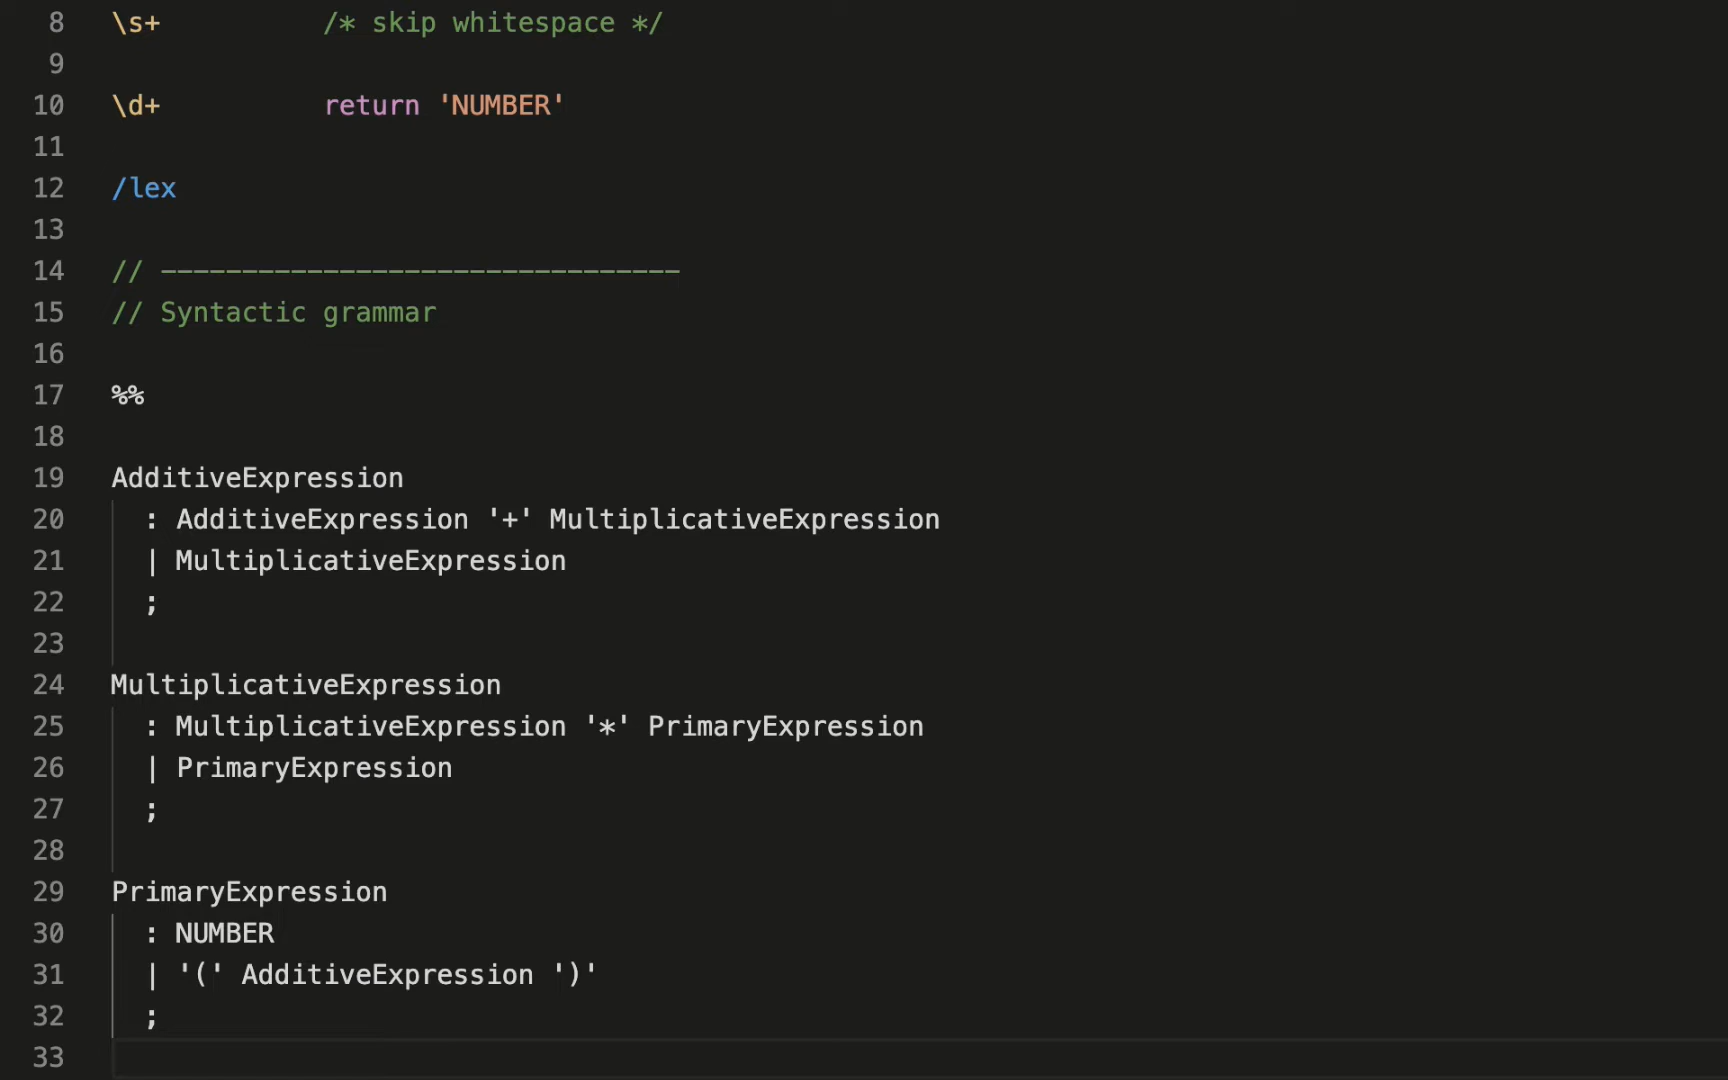 8 \s+ /* skip whitespace */
9
10 \d+ return 'NUMBER'
11
12 /lex
13
14 // --------------------------------
15 // Syntactic grammar
16
17 %%
18
19 AdditiveExpression
20 : AdditiveExpression '+' MultiplicativeExpression
21 | MultiplicativeExpression
22 ;
23
24 MultiplicativeExpression
25 : MultiplicativeExpression '*' PrimaryExpression
26 | PrimaryExpression
27 ;
28
29 PrimaryExpression
30 : NUMBER
31 | '(' AdditiveExpression ')'
32 ;
33